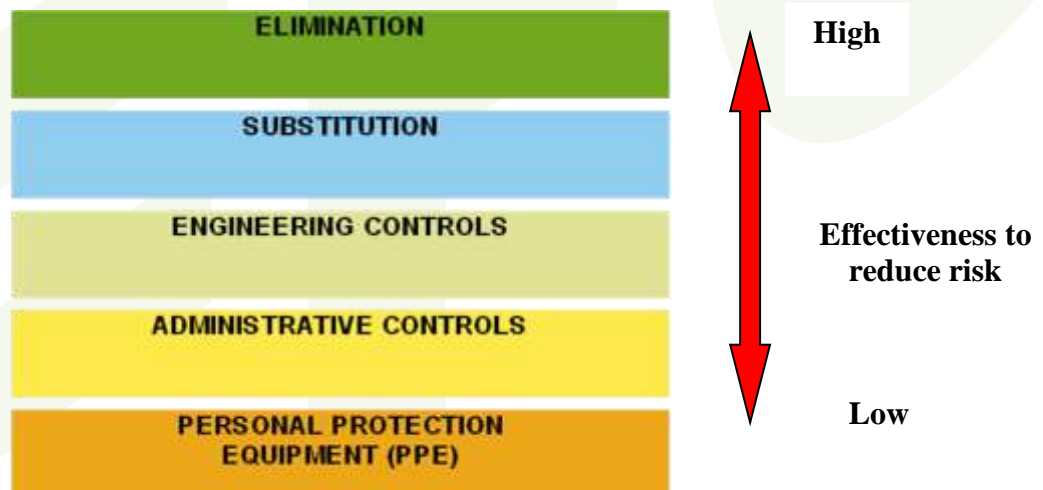 ELIMINATION
High
SUBSTITUTION
ENGINEERING CONTROLS
Effectiveness to
reduce risk
ADMINISTRATIVE CONTROLS
Low
PERSONAL PROTECTION
EQUIPMENT (PPE)